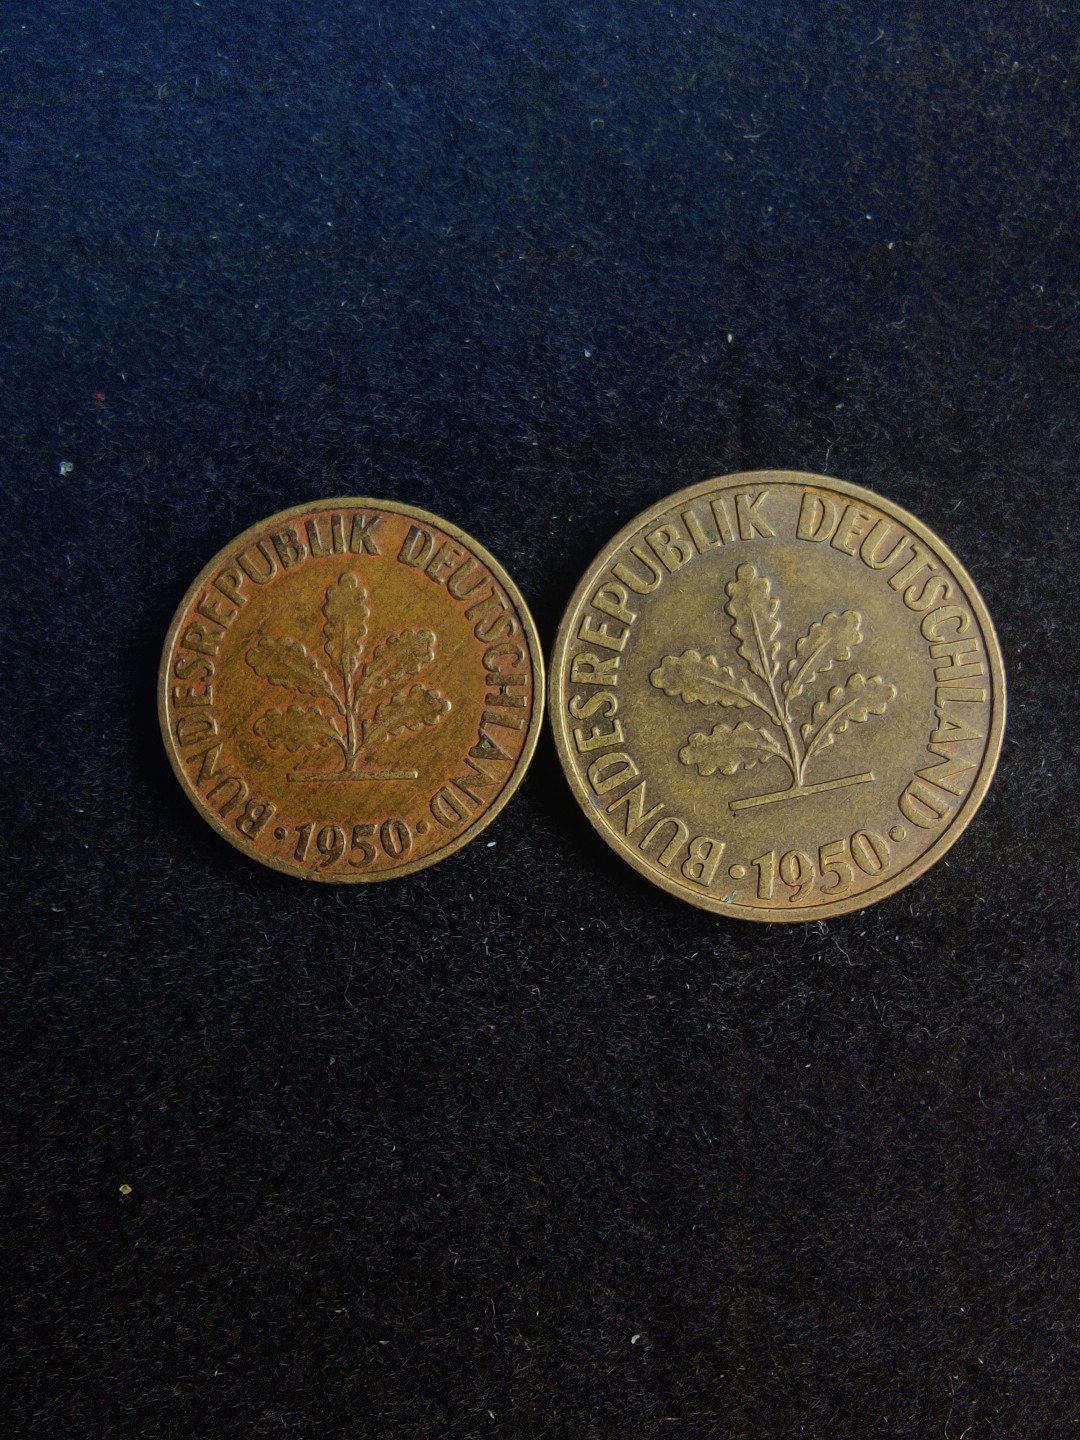 BUNDESREPUBLIK DEUTSCHLAND
· 1950 ·
BUNDESREPUBLIK DEUTSCHLAND
· 1950 ·